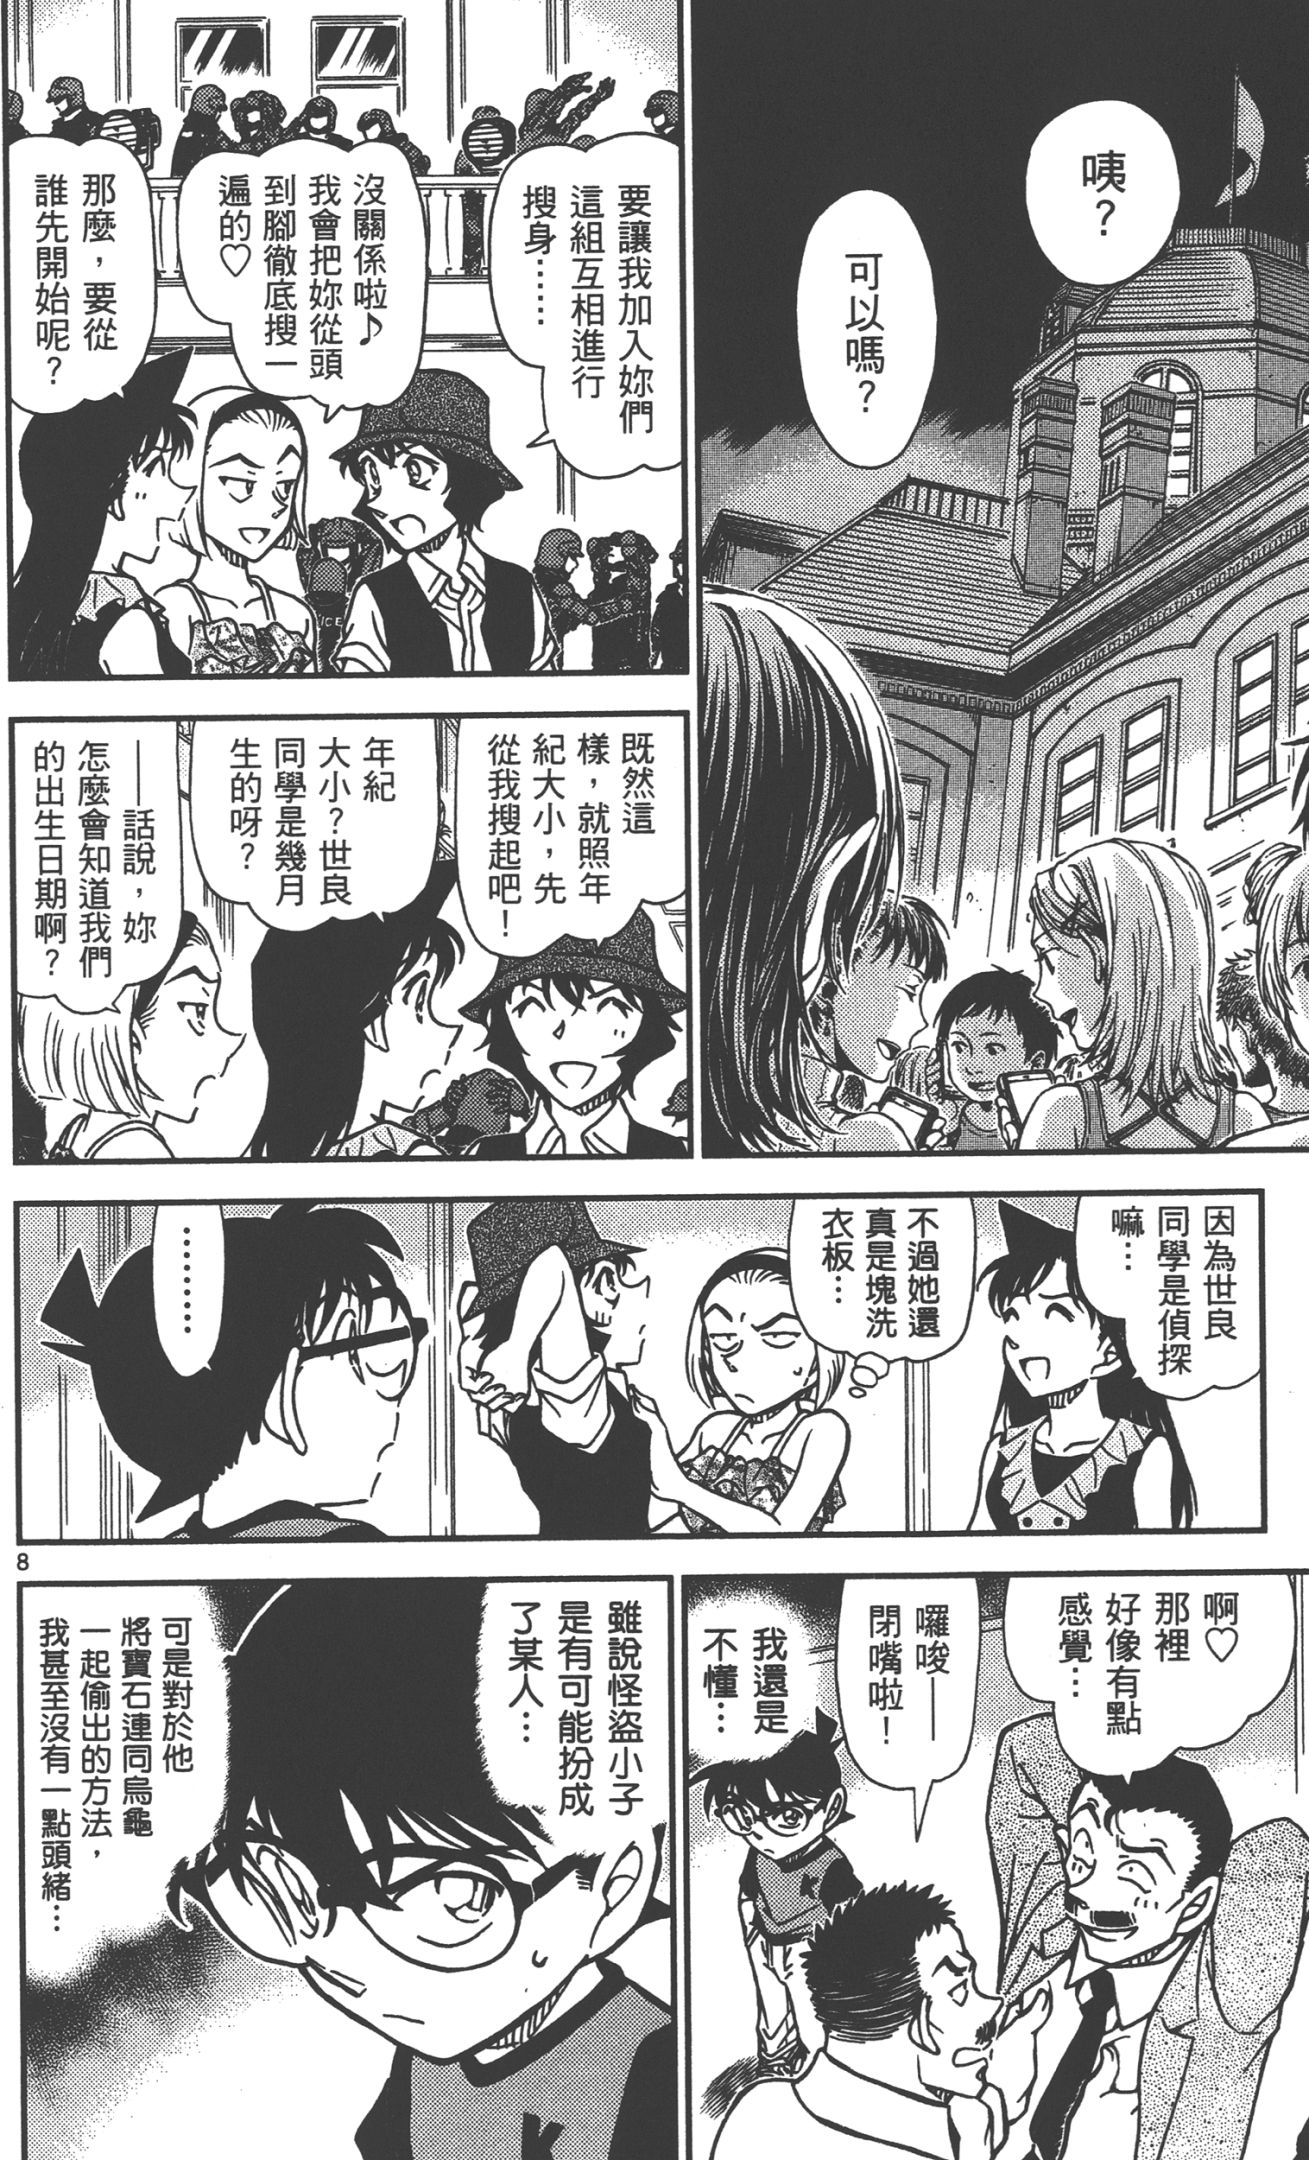 咦？
可以嗎？
要讓我加入妳們
這組互相進行
搜身……
沒關係啦♪
我會把妳從頭
到腳徹底搜一
遍的♡
那麼，要從
誰先開始呢？
ICE
既然這
樣，就照年
紀大小，先
從我搜起吧！
年紀
大小？世良
同學是幾月
生的呀？
——話說，妳
怎麼會知道我們
的出生日期啊？
因為世良
同學是偵探
嘛…
不過她還
真是塊洗
衣板…
………
啊♡
那裡
好像有點
感覺…
囉唆——
閉嘴啦！
我還是
不懂…
K
雖說怪盜小子
是有可能扮成
了某人…
可是對於他
將寶石連同烏龜
一起偷出的方法，
我甚至沒有一點頭緒…
K
8